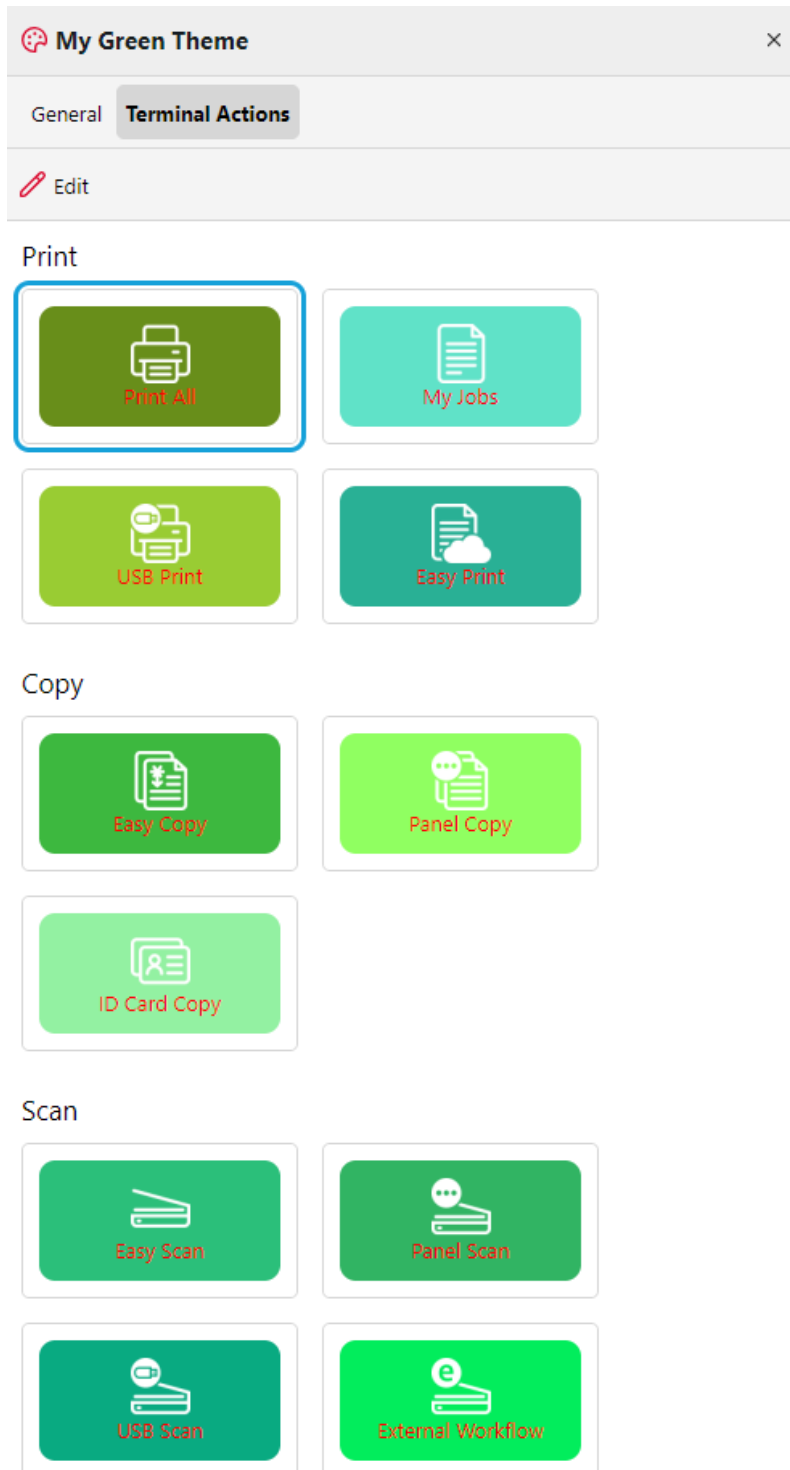 My Green Theme
General Terminal Actions
Edit
Print
Print All
My Jobs
USB Print
Easy Print
Copy
Easy Copy
Panel Copy
ID Card Copy
Scan
Easy Scan
Panel Scan
USB Scan
e
External Workflow